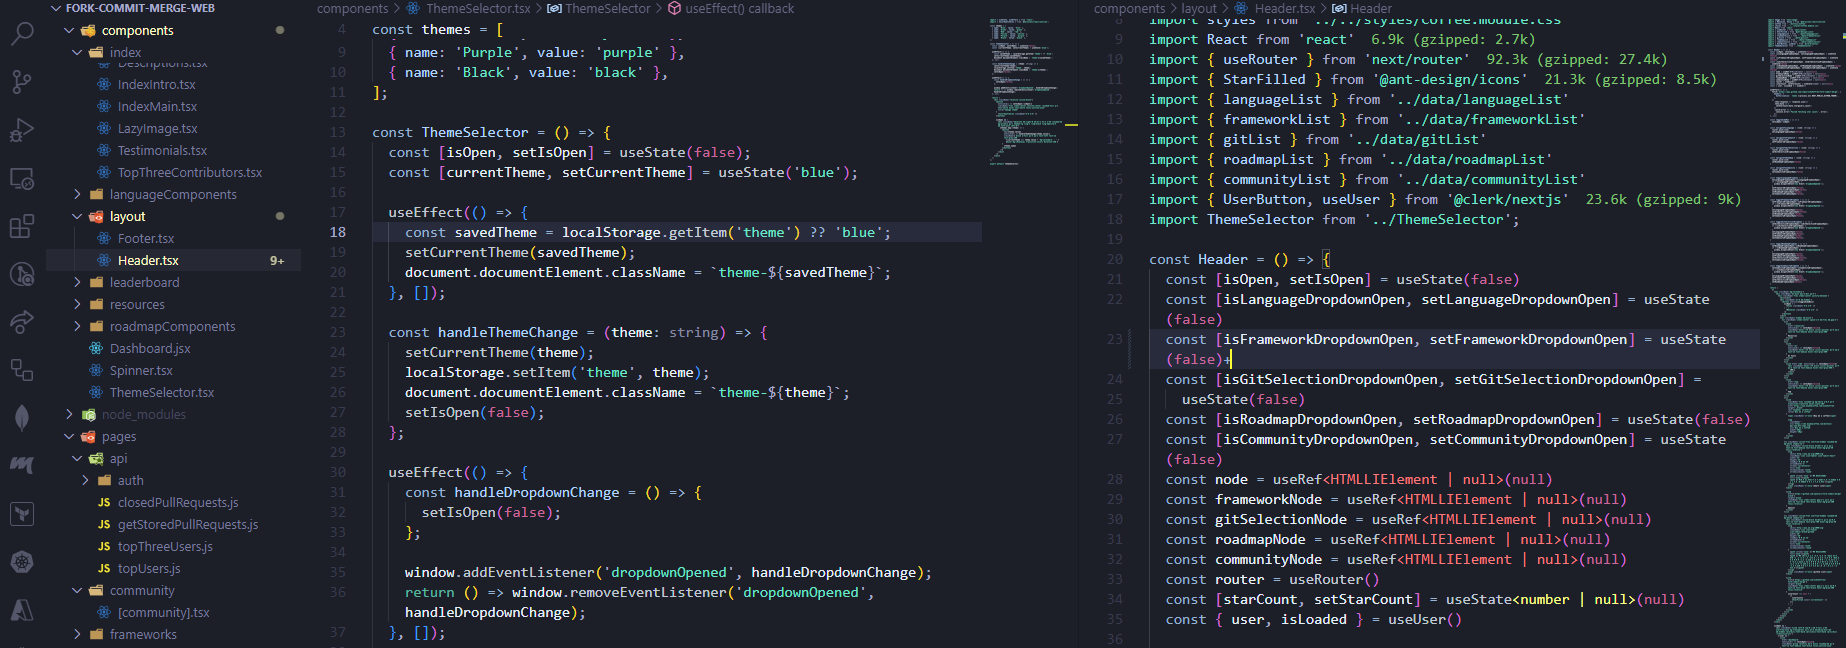 FORK-COMMIT-MERGE-WEB
components
index
Descriptions.tsx
IndexIntro.tsx
IndexMain.tsx
LazyImage.tsx
Testimonials.tsx
TopThreeContributors.tsx
languageComponents
layout
Footer.tsx
Header.tsx 9+
leaderboard
resources
roadmapComponents
Dashboard.jsx
Spinner.tsx
ThemeSelector.tsx
node_modules
pages
api
auth
JS closedPullRequests.js
JS getStoredPullRequests.js
JS topThreeUsers.js
JS topUsers.js
community
[community].tsx
frameworks
components > ThemeSelector.tsx > ThemeSelector > useEffect() callback
4 const themes = [
9 { name: 'Purple', value: 'purple' },
10 { name: 'Black', value: 'black' },
11 ];
12
13 const ThemeSelector = () => {
14 const [isOpen, setIsOpen] = useState(false);
15 const [currentTheme, setCurrentTheme] = useState('blue');
16
17 useEffect(() => {
18 const savedTheme = localStorage.getItem('theme') ?? 'blue';
19 setCurrentTheme(savedTheme);
20 document.documentElement.className = `theme-${savedTheme}`;
21 }, []);
22
23 const handleThemeChange = (theme: string) => {
24 setCurrentTheme(theme);
25 localStorage.setItem('theme', theme);
26 document.documentElement.className = `theme-${theme}`;
27 setIsOpen(false);
28 };
29
30 useEffect(() => {
31 const handleDropdownChange = () => {
32 setIsOpen(false);
33 };
34
35 window.addEventListener('dropdownOpened', handleDropdownChange);
36 return () => window.removeEventListener('dropdownOpened',
handleDropdownChange);
37 }, []);
components > layout > Header.tsx > Header
8 import styles from '../../styles/Coffee.module.css'
9 import React from 'react' 6.9k (gzipped: 2.7k)
10 import { useRouter } from 'next/router' 92.3k (gzipped: 27.4k)
11 import { StarFilled } from '@ant-design/icons' 21.3k (gzipped: 8.5k)
12 import { languageList } from '../data/languageList'
13 import { frameworkList } from '../data/frameworkList'
14 import { gitList } from '../data/gitList'
15 import { roadmapList } from '../data/roadmapList'
16 import { communityList } from '../data/communityList'
17 import { UserButton, useUser } from '@clerk/nextjs' 23.6k (gzipped: 9k)
18 import ThemeSelector from '../ThemeSelector';
19
20 const Header = () => {
21 const [isOpen, setIsOpen] = useState(false)
22 const [isLanguageDropdownOpen, setLanguageDropdownOpen] = useState
(false)
23 const [isFrameworkDropdownOpen, setFrameworkDropdownOpen] = useState
(false)+
24 const [isGitSelectionDropdownOpen, setGitSelectionDropdownOpen] =
25 useState(false)
26 const [isRoadmapDropdownOpen, setRoadmapDropdownOpen] = useState(false)
27 const [isCommunityDropdownOpen, setCommunityDropdownOpen] = useState
(false)
28 const node = useRef<HTMLLIElement | null>(null)
29 const frameworkNode = useRef<HTMLLIElement | null>(null)
30 const gitSelectionNode = useRef<HTMLLIElement | null>(null)
31 const roadmapNode = useRef<HTMLLIElement | null>(null)
32 const communityNode = useRef<HTMLLIElement | null>(null)
33 const router = useRouter()
34 const [starCount, setStarCount] = useState<number | null>(null)
35 const { user, isLoaded } = useUser()
36